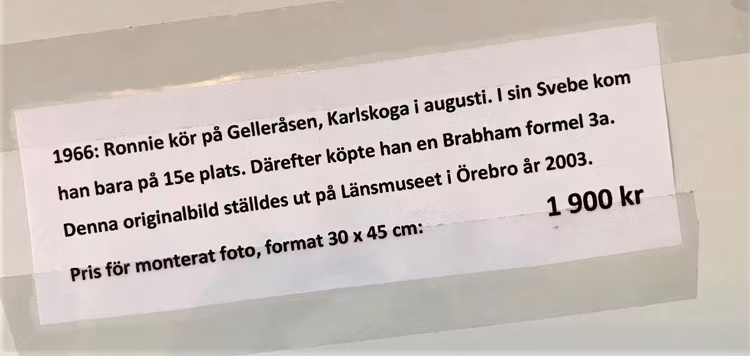 1966: Ronnie kör på Gelleråsen, Karlskoga i augusti. I sin Svebe kom
han bara på 15e plats. Därefter köpte han en Brabham formel 3a.
Denna originalbild ställdes ut på Länsmuseet i Örebro år 2003.
Pris för monterat foto, format 30 x 45 cm: 1 900 kr